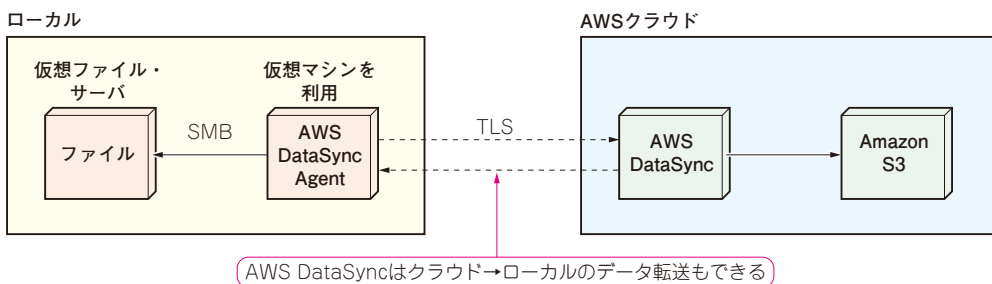 ローカル
AWSクラウド
仮想ファイル・
サーバ
仮想マシンを
利用
ファイル
SMB
AWS
DataSync
Agent
TLS
AWS
DataSync
Amazon
S3
AWS DataSyncはクラウド→ローカルのデータ転送もできる